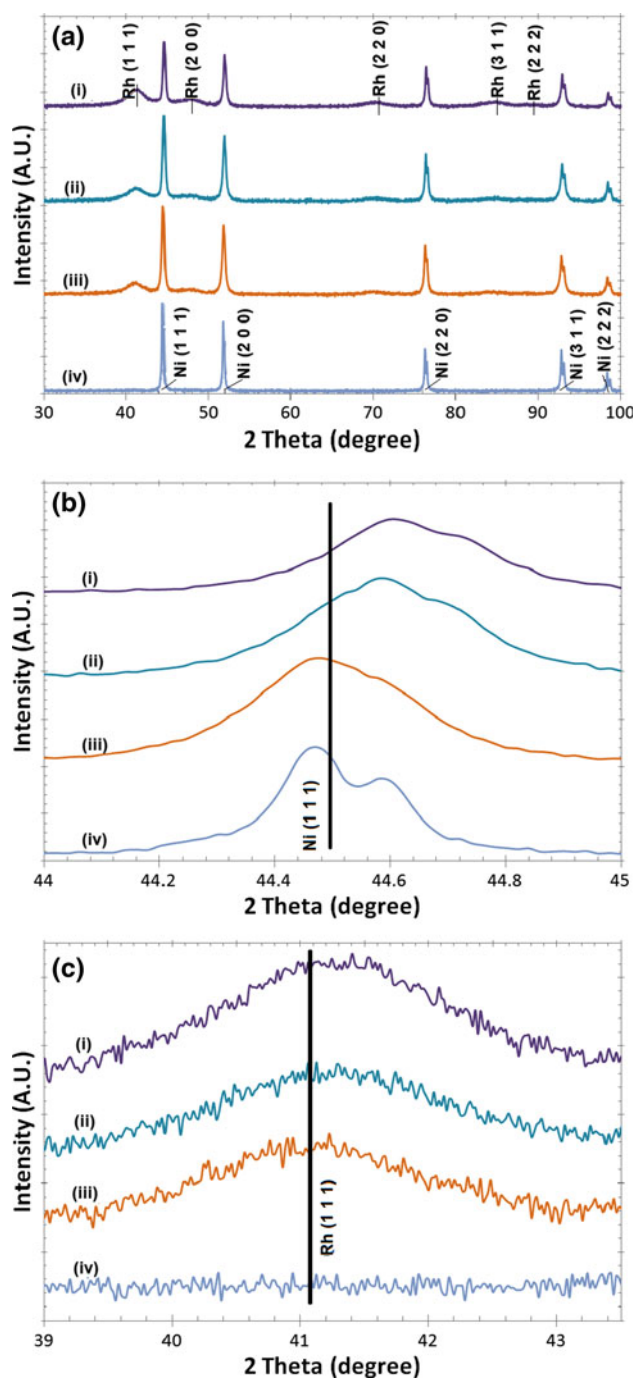 (a)
Rh (1 1 1)
Rh (2 0 0)
Rh (2 2 0)
Rh (3 1 1)
Rh (2 2 2)
(i)
(ii)
(iii)
(iv)
Ni (1 1 1)
Ni (2 0 0)
Ni (2 2 0)
Ni (3 1 1)
Ni (2 2 2)
Intensity (A.U.)
30 40 50 60 70 80 90 100
2 Theta (degree)
(b)
(i)
(ii)
(iii)
(iv)
Ni (1 1 1)
Intensity (A.U.)
44 44.2 44.4 44.6 44.8 45
2 Theta (degree)
(c)
(i)
(ii)
(iii)
(iv)
Rh (1 1 1)
Intensity (A.U.)
39 40 41 42 43
2 Theta (degree)